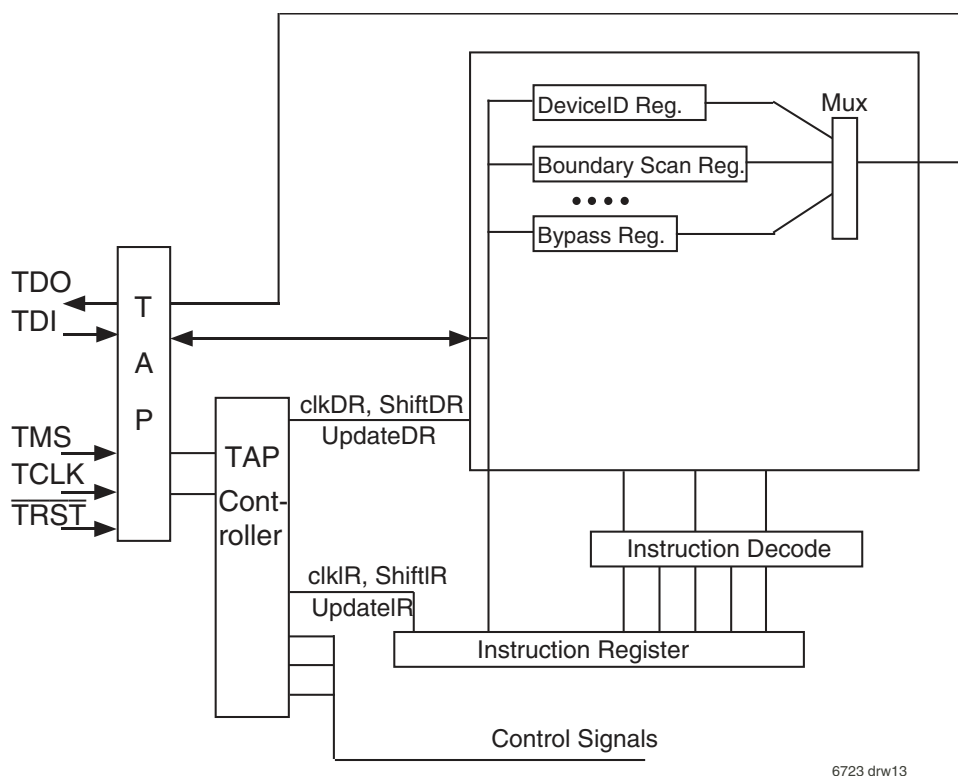 DeviceID Reg.
Mux
Boundary Scan Reg.
Bypass Reg.
TDO
TDI
TMS
TCLK
TRST
T
A
P
TAP
Cont-
roller
clkDR, ShiftDR
UpdateDR
Instruction Decode
clkIR, ShiftIR
UpdateIR
Instruction Register
Control Signals
6723 drw13